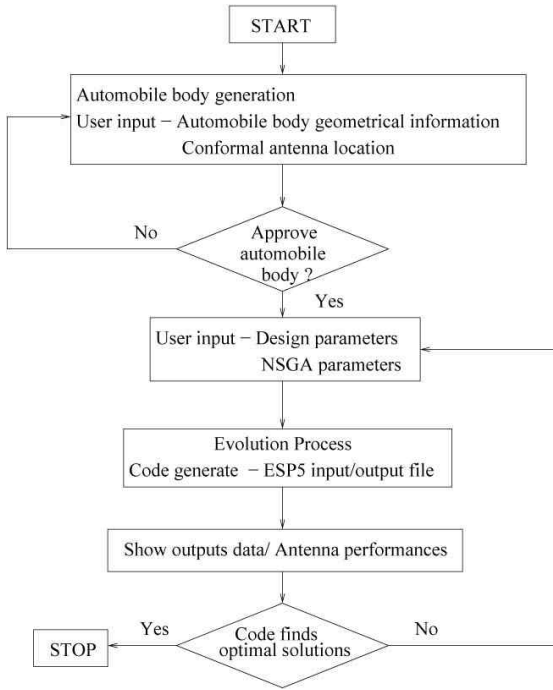 START
Automobile body generation
User input − Automobile body geometrical information
Conformal antenna location
No
Approve
automobile
body ?
Yes
User input − Design parameters
NSGA parameters
Evolution Process
Code generate − ESP5 input/output file
Show outputs data/ Antenna performances
Yes
Code finds
optimal solutions
No
STOP